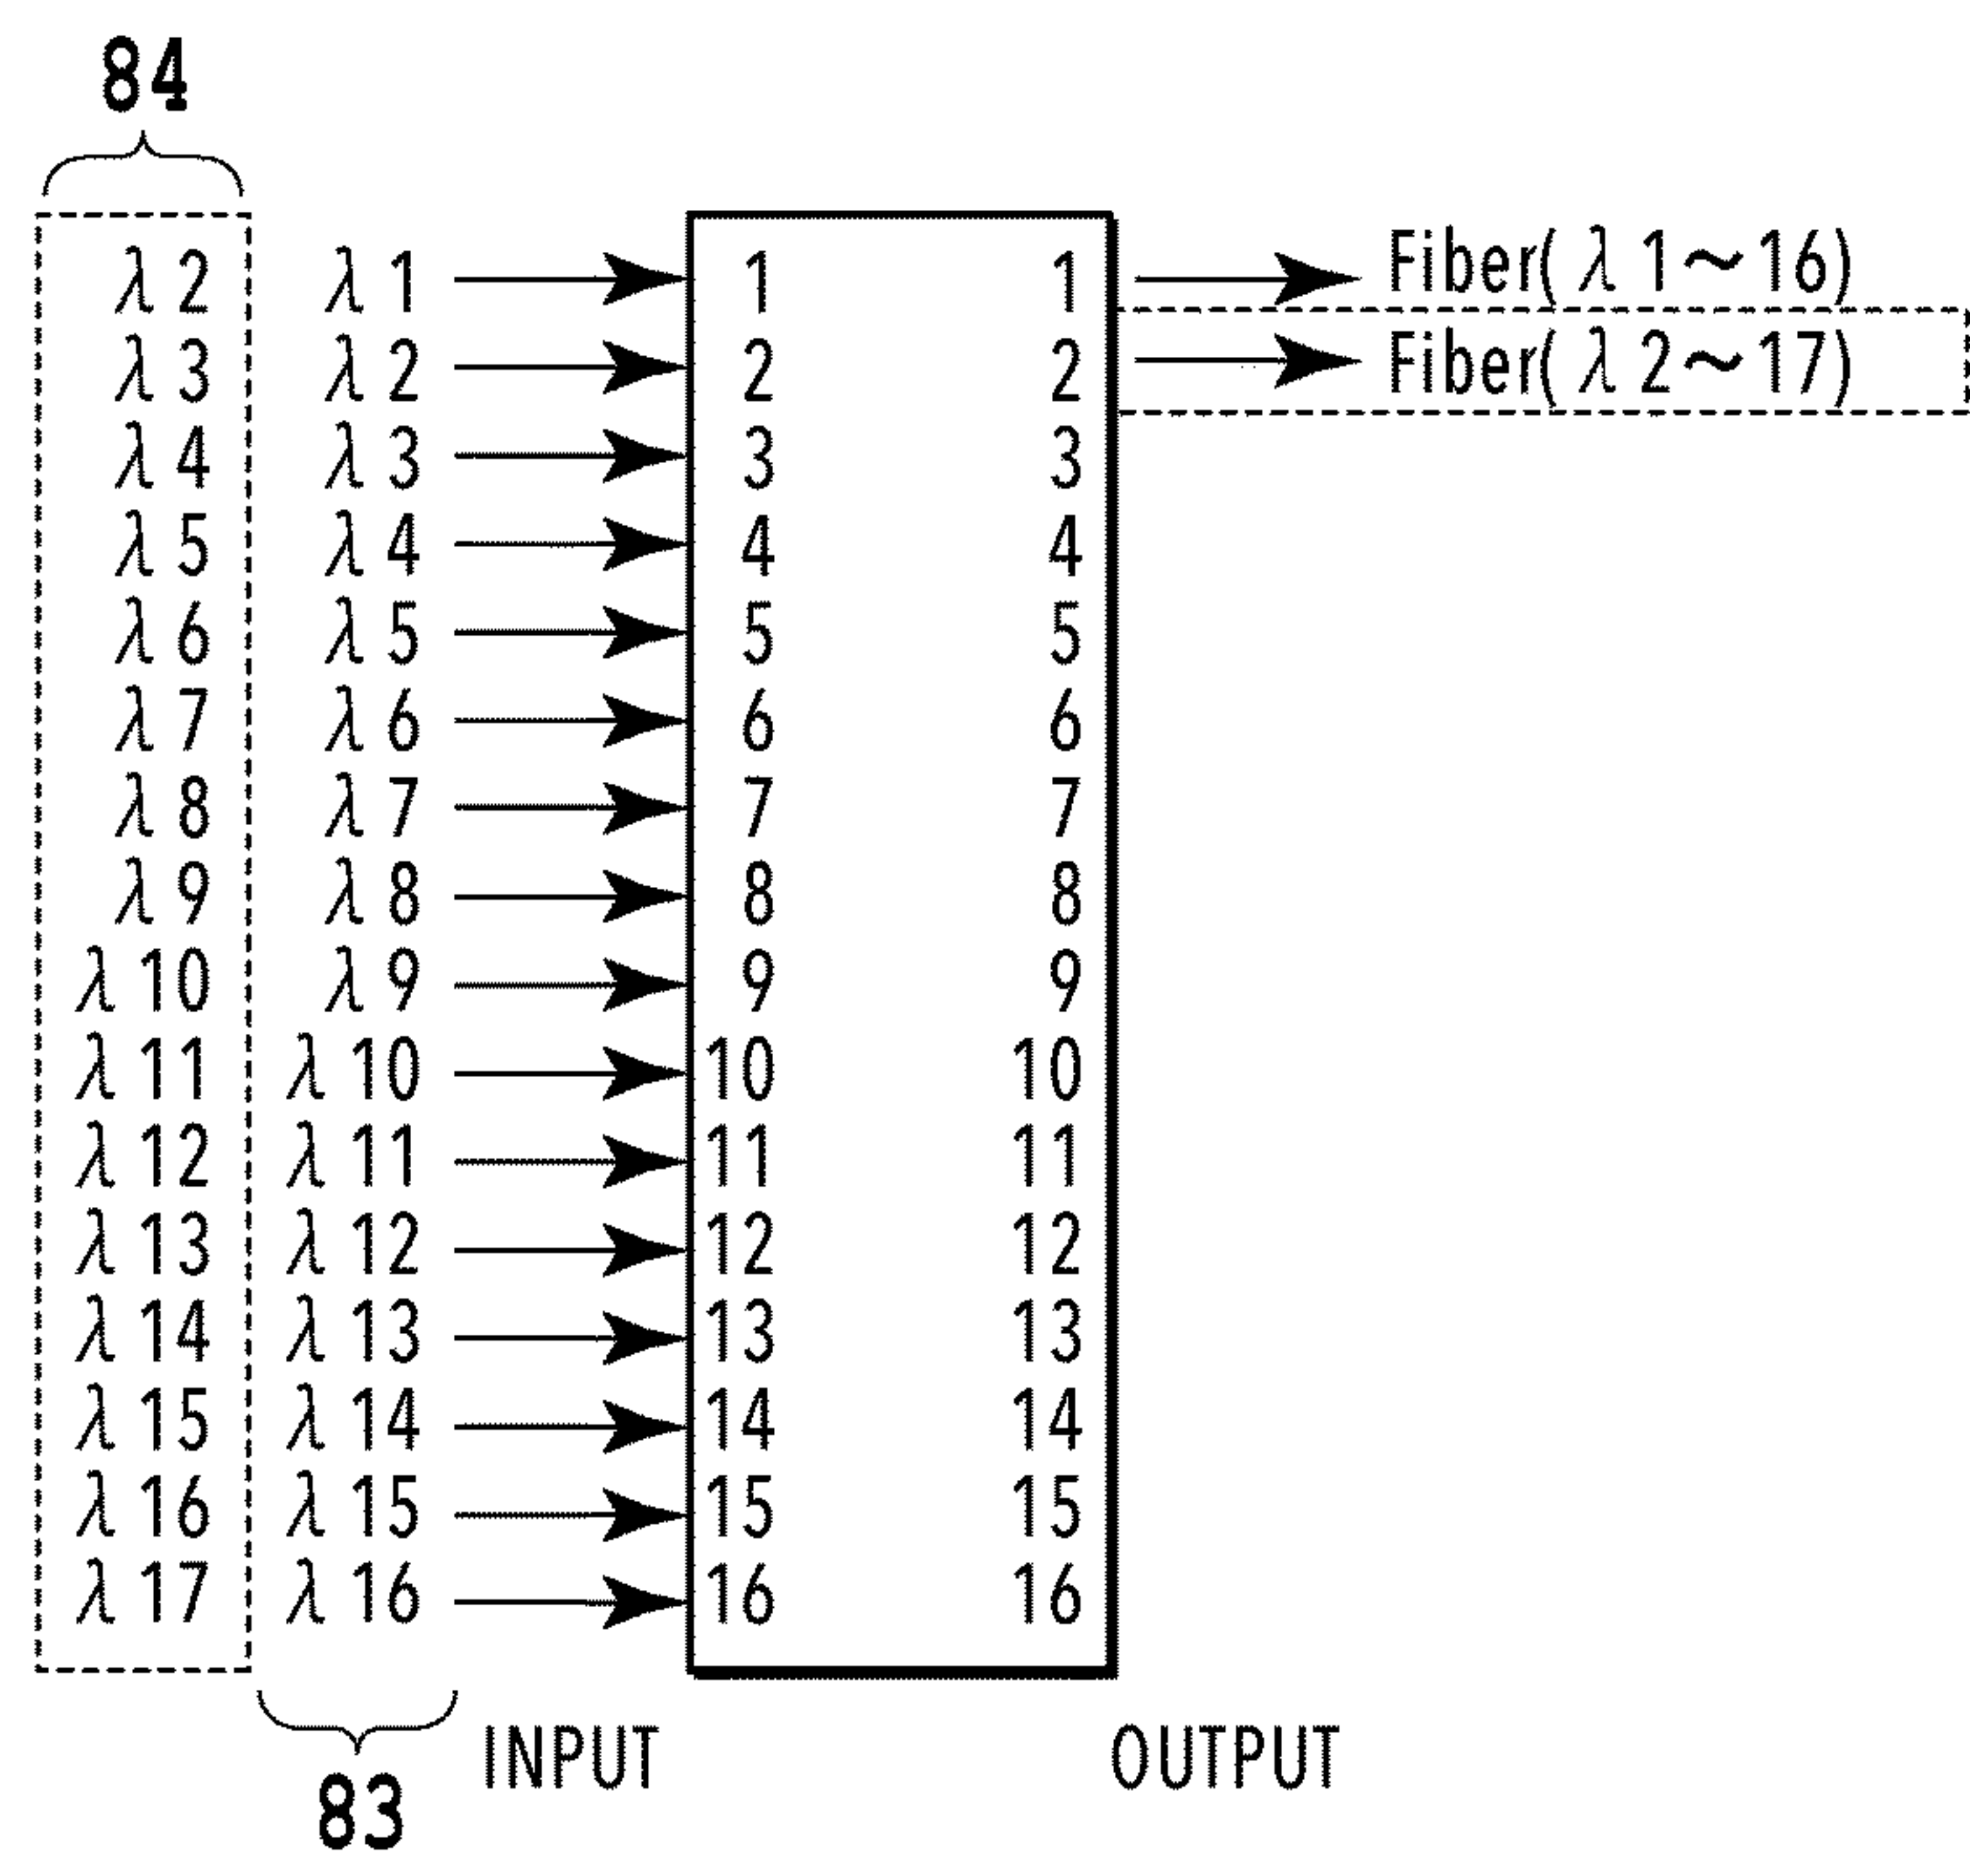 84
λ2 λ1 1 1 Fiber( λ 1~16)
λ3 λ2 2 2 Fiber( λ 2~17)
λ4 λ3 3 3
λ5 λ4 4 4
λ6 λ5 5 5
λ7 λ6 6 6
λ8 λ7 7 7
λ9 λ8 8 8
λ10 λ9 9 9
λ11 λ10 10 10
λ12 λ11 11 11
λ13 λ12 12 12
λ14 λ13 13 13
λ15 λ14 14 14
λ16 λ15 15 15
λ17 λ16 16 16
INPUT OUTPUT
83